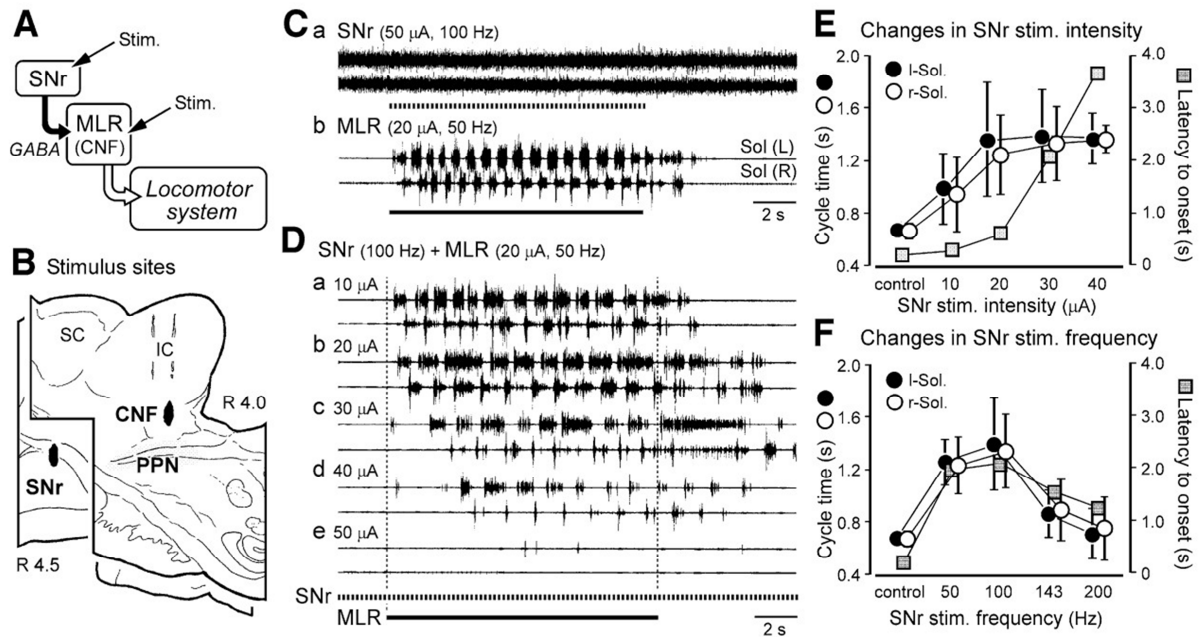 A
Stim.
SNr
Stim.
MLR
(CNF)
GABA
Locomotor
system
B Stimulus sites
SC
IC
CNF
R 4.0
PPN
SNr
R 4.5
C
a SNr (50 µA, 100 Hz)
b MLR (20 µA, 50 Hz)
Sol (L)
Sol (R)
2 s
D SNr (100 Hz) + MLR (20 µA, 50 Hz)
a 10 µA
b 20 µA
c 30 µA
d 40 µA
e 50 µA
SNr
MLR
2 s
E Changes in SNr stim. intensity
2.0
1.6
1.2
0.8
0.4
Cycle time (s)
l-Sol.
r-Sol.
4.0
3.0
2.0
1.0
0
Latency to onset (s)
control 10 20 30 40
SNr stim. intensity (µA)
F Changes in SNr stim. frequency
2.0
1.6
1.2
0.8
0.4
Cycle time (s)
l-Sol.
r-Sol.
4.0
3.0
2.0
1.0
0
Latency to onset (s)
control 50 100 143 200
SNr stim. frequency (Hz)